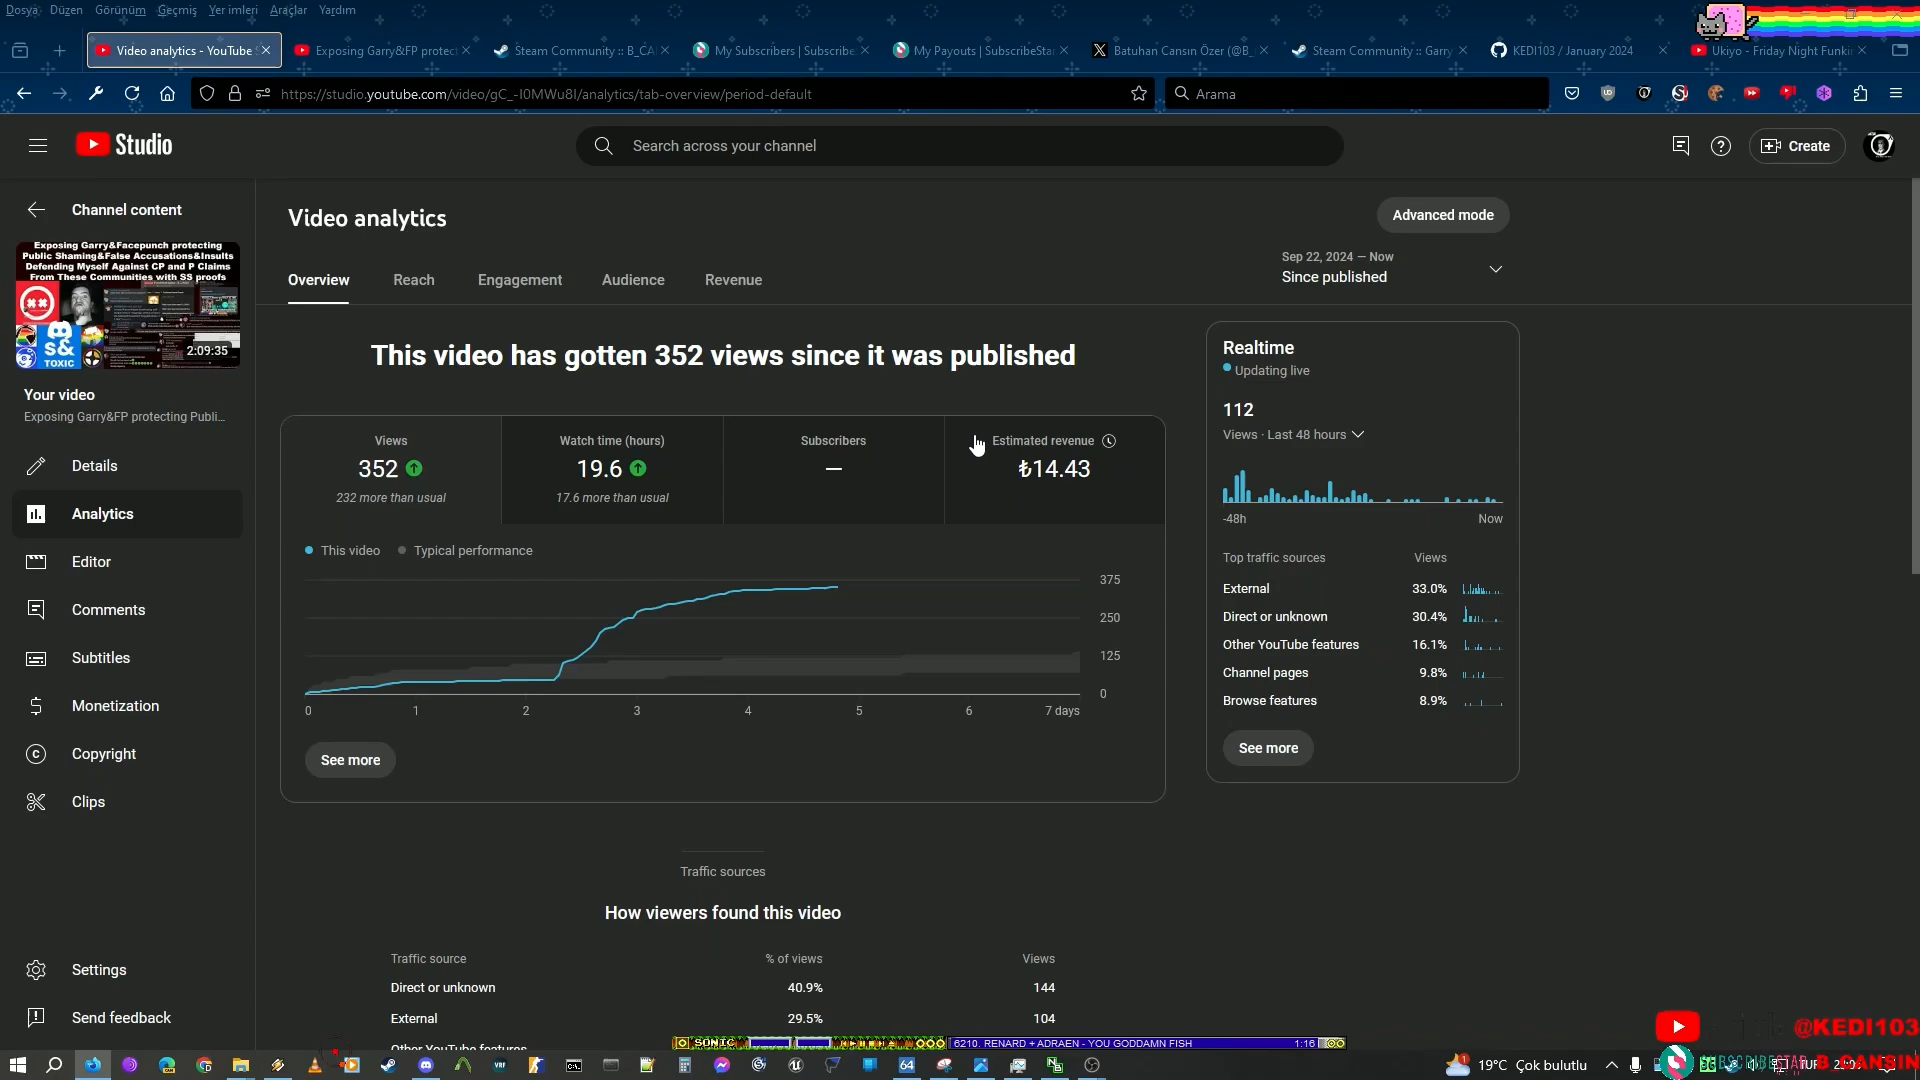 Dosya Düzen Görünüm Geçmiş Yer imleri Araçlar Yardım
Video analytics - YouTube
Exposing Garry&FP protect
Steam Community :: B_CA
My Subscribers | Subscribe
My Payouts | SubscribeSta
Batuhan Cansın Özer (@B_
Steam Community :: Garry
KEDI103 / January 2024
Ukiyo - Friday Night Funki
https://studio.youtube.com/video/gC_-I0MWu8I/analytics/tab-overview/period-default
Arama
Studio
Search across your channel
Create
Channel content
Exposing Garry&Facepunch protecting
Public Shaming&False Accusations&Insults
Defending Myself Against CP and P Claims
From These Communities with SS proofs
S&
TOXIC
2:09:35
Your video
Exposing Garry&FP protecting Publi...
Details
Analytics
Editor
Comments
Subtitles
Monetization
Copyright
Clips
Settings
Send feedback
Video analytics
Advanced mode
Overview Reach Engagement Audience Revenue
Sep 22, 2024 – Now
Since published
This video has gotten 352 views since it was published
Views
352
232 more than usual
Watch time (hours)
19.6
17.6 more than usual
Subscribers
—
Estimated revenue
₺14.43
This video Typical performance
375
250
125
0
0 1 2 3 4 5 6 7 days
See more
Realtime
Updating live
112
Views · Last 48 hours
-48h Now
Top traffic sources Views
External 33.0%
Direct or unknown 30.4%
Other YouTube features 16.1%
Channel pages 9.8%
Browse features 8.9%
See more
Traffic sources
How viewers found this video
Traffic source % of views Views
Direct or unknown 40.9% 144
External 29.5% 104
Other YouTube features
SONIC
6210. RENARD + ADRAEN - YOU GODDAMN FISH 1:16
@KEDI103
SUBSCRIBESTAR B_CANSIN
19°C Çok bulutlu
TUR